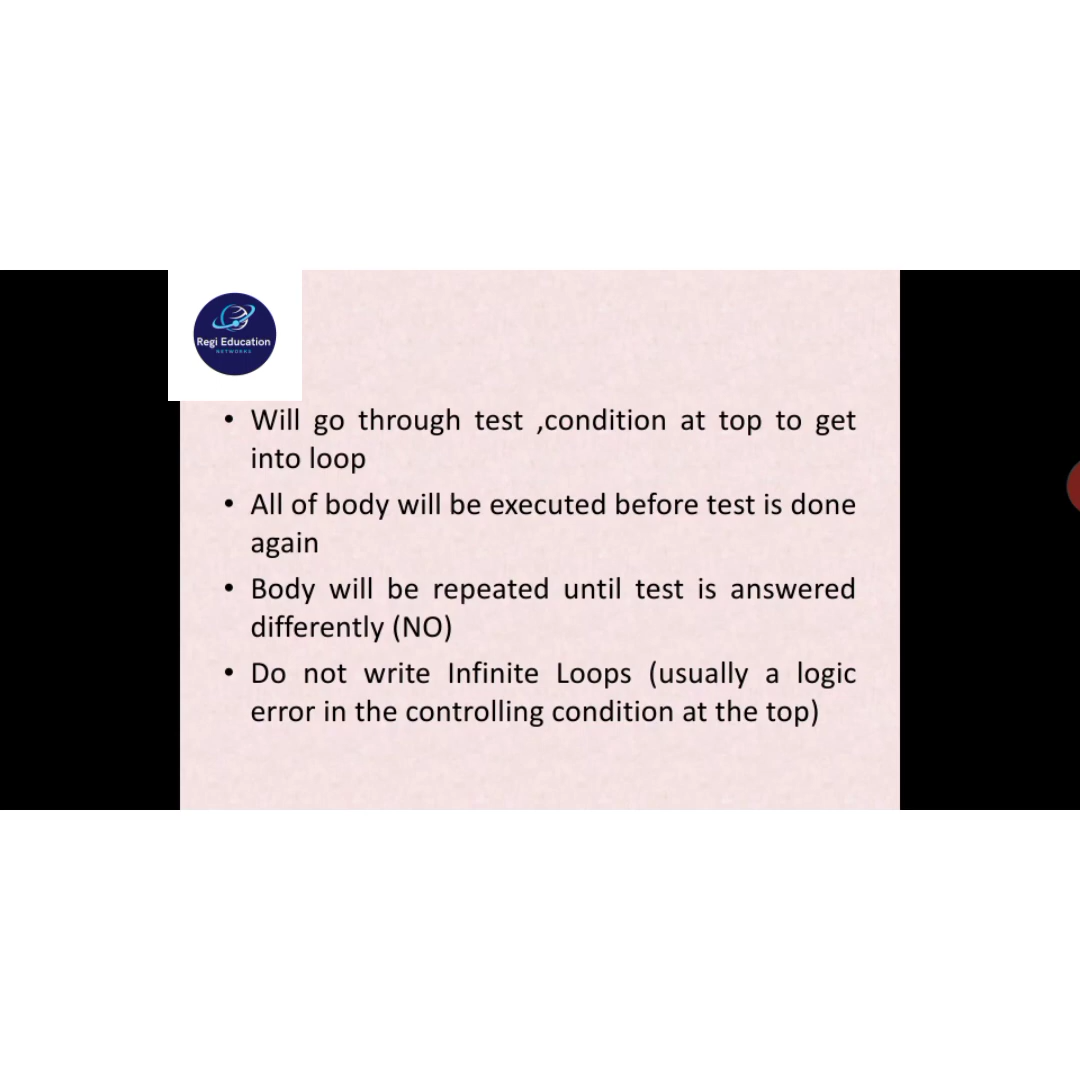 Regi Education
NETWORKS
• Will go through test ,condition at top to get
into loop
• All of body will be executed before test is done
again
• Body will be repeated until test is answered
differently (NO)
• Do not write Infinite Loops (usually a logic
error in the controlling condition at the top)